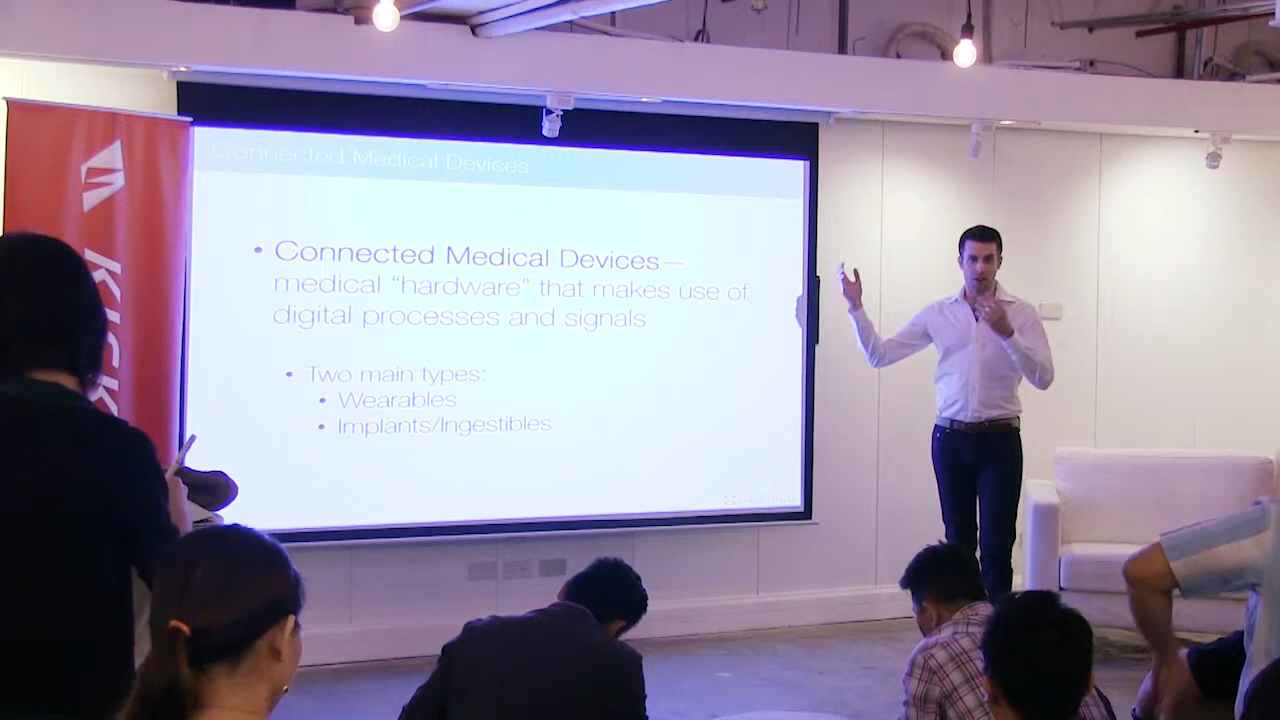 Connected Medical Devices
• Connected Medical Devices—
medical "hardware" that makes use of
digital processes and signals
• Two main types:
• Wearables
• Implants/Ingestibles
KICK